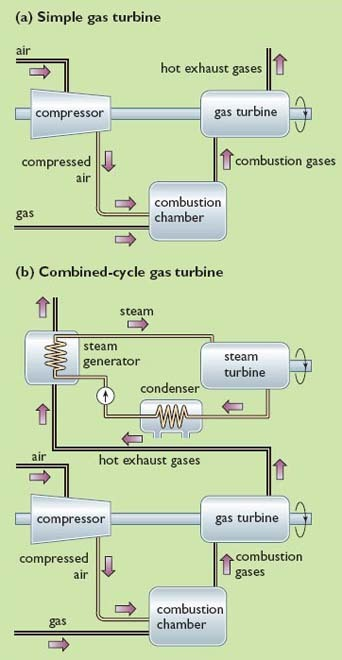 (a) Simple gas turbine
air
hot exhaust gases
compressor
gas turbine
compressed
air
combustion gases
combustion
chamber
gas
(b) Combined-cycle gas turbine
steam
steam
generator
steam
turbine
condenser
hot exhaust gases
air
compressor
gas turbine
compressed
air
combustion
gases
combustion
chamber
gas